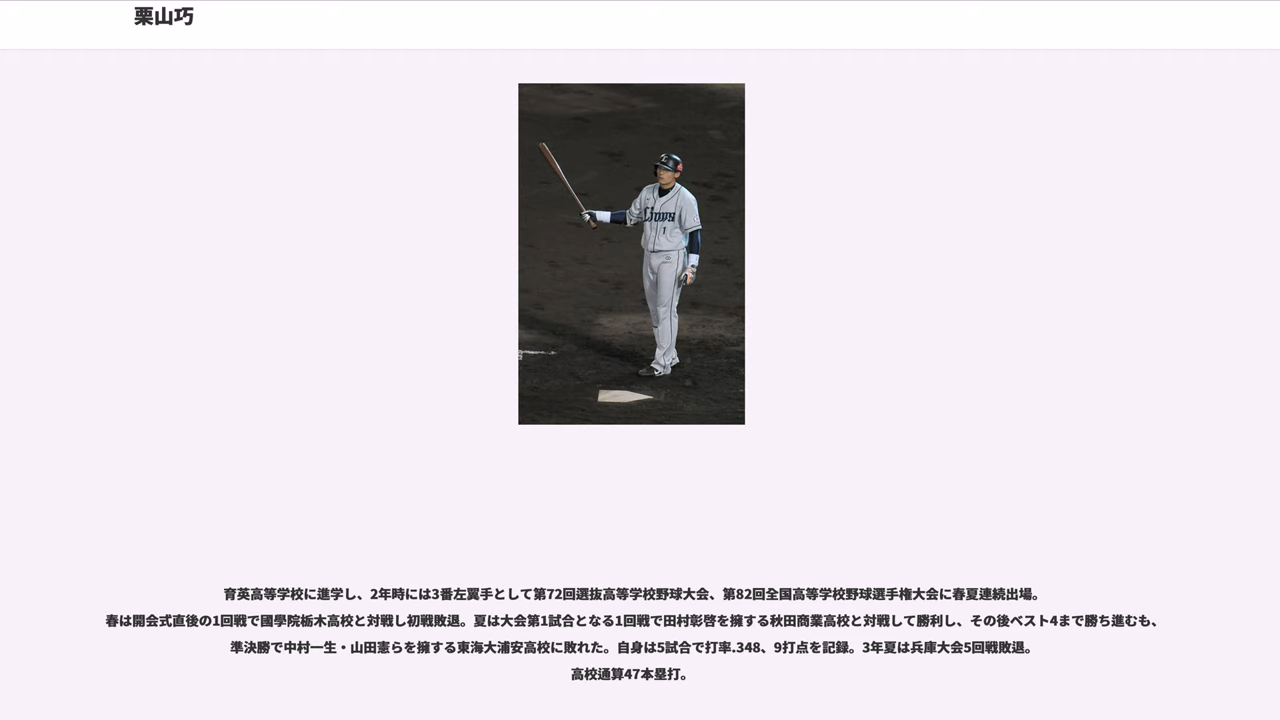 栗山巧
Lions
1
育英高等学校に進学し、2年時には3番左翼手として第72回選抜高等学校野球大会、第82回全国高等学校野球選手権大会に春夏連続出場。
春は開会式直後の1回戦で國學院栃木高校と対戦し初戦敗退。夏は大会第1試合となる1回戦で田村彰啓を擁する秋田商業高校と対戦して勝利し、その後ベスト4まで勝ち進むも、
準決勝で中村一生・山田憲らを擁する東海大浦安高校に敗れた。自身は5試合で打率.348、9打点を記録。3年夏は兵庫大会5回戦敗退。
高校通算47本塁打。